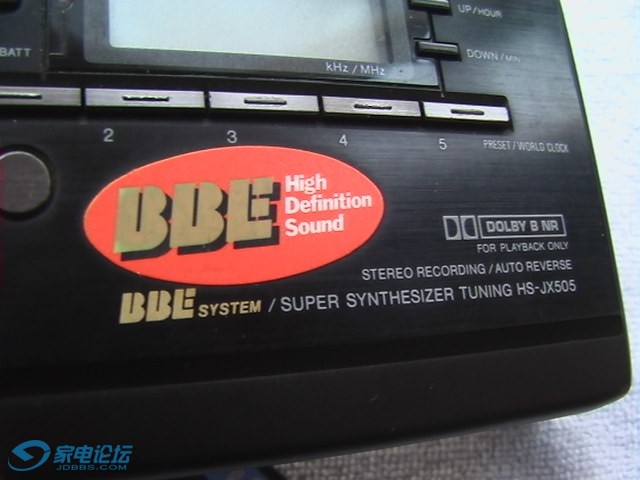 UP/HOUR
BATT
kHz/MHz
DOWN/MIN
2
3
4
5
PRESET/WORLD CLOCK
BBE
High
Definition
Sound
DOLBY B NR
FOR PLAYBACK ONLY
STEREO RECORDING/AUTO REVERSE
BBE SYSTEM / SUPER SYNTHESIZER TUNING HS-JX505
家电论坛
JDBBS.COM